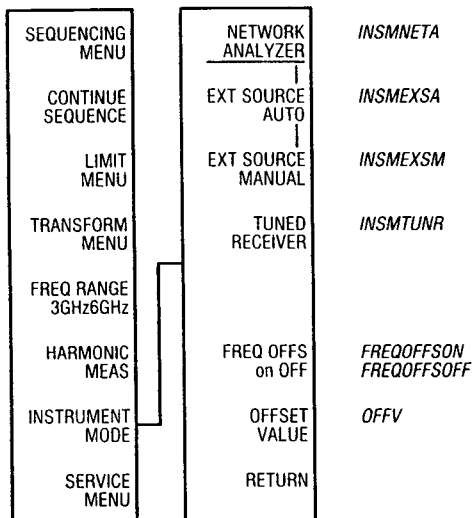 SEQUENCING
MENU
CONTINUE
SEQUENCE
LIMIT
MENU
TRANSFORM
MENU
FREQ RANGE
3GHz6GHz
HARMONIC
MEAS
INSTRUMENT
MODE
SERVICE
MENU
NETWORK
ANALYZER
EXT SOURCE
AUTO
EXT SOURCE
MANUAL
TUNED
RECEIVER
FREQ OFFS
on OFF
OFFSET
VALUE
RETURN
INSMNETA
INSMEXSA
INSMEXSM
INSMTUNR
FREQOFFSON
FREQOFFSOFF
OFFV